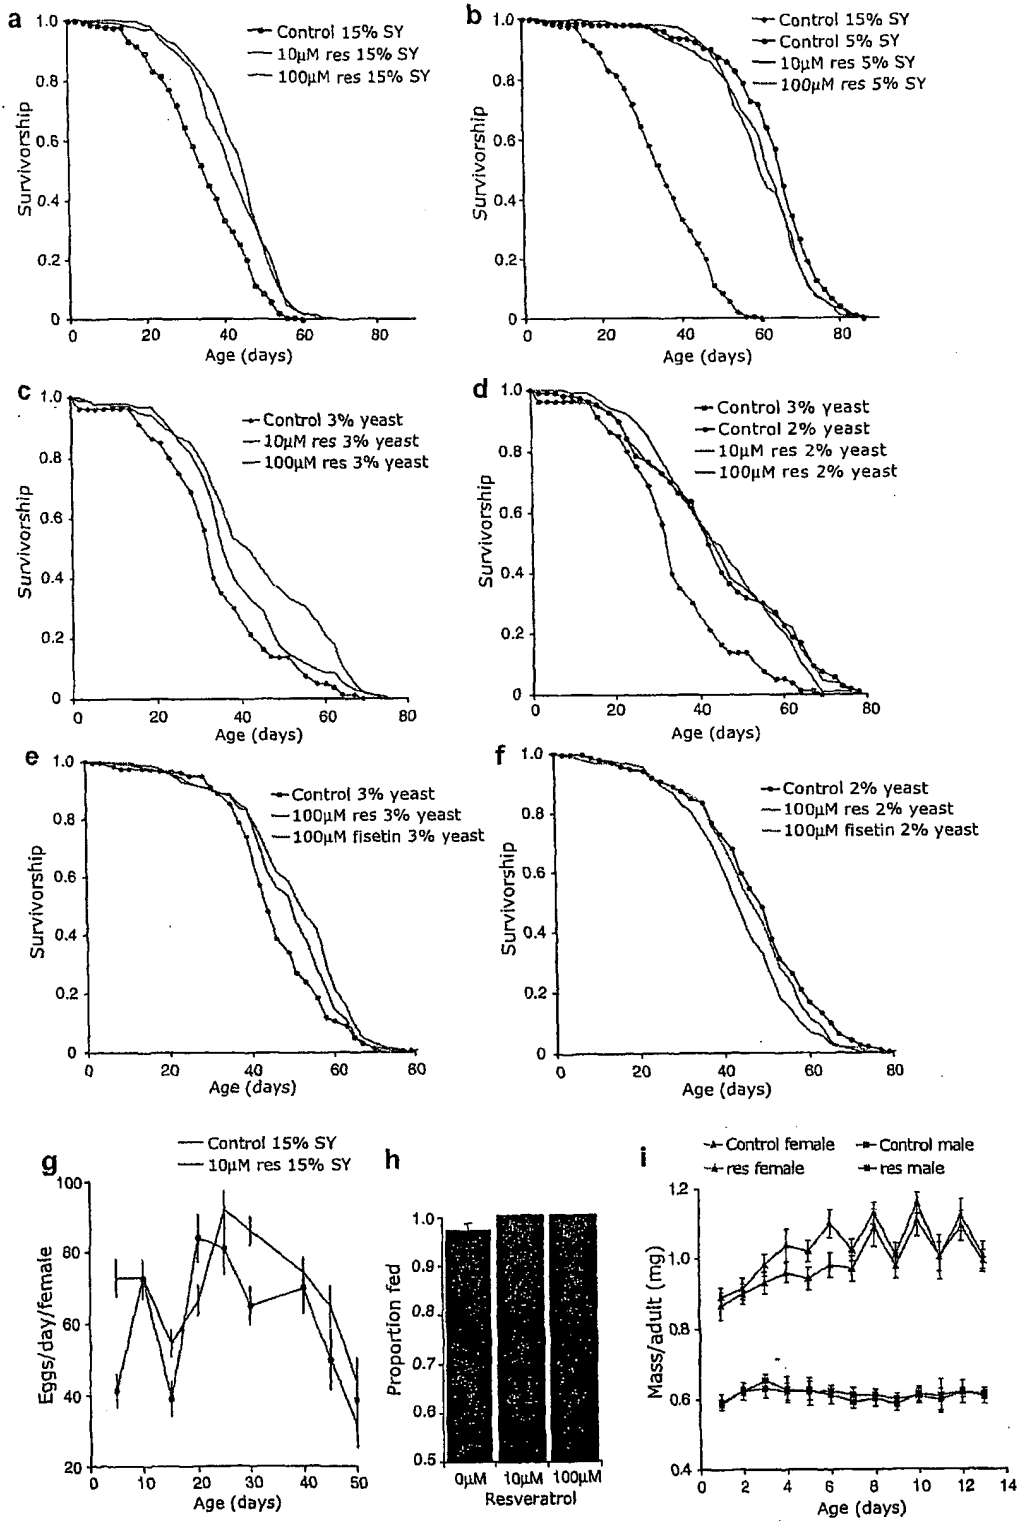 a
Control 15% SY
10µM res 15% SY
100µM res 15% SY
Survivorship
1.0
0.8
0.6
0.4
0.2
0
0 20 40 60 80
Age (days)
b
Control 15% SY
Control 5% SY
10µM res 5% SY
100µM res 5% SY
Survivorship
1.0
0.8
0.6
0.4
0.2
0
0 20 40 60 80
Age (days)
c
Control 3% yeast
10µM res 3% yeast
100µM res 3% yeast
Survivorship
1.0
0.8
0.6
0.4
0.2
0
0 20 40 60 80
Age (days)
d
Control 3% yeast
Control 2% yeast
10µM res 2% yeast
100µM res 2% yeast
Survivorship
1.0
0.8
0.6
0.4
0.2
0
0 20 40 60 80
Age (days)
e
Control 3% yeast
100µM res 3% yeast
100µM fisetin 3% yeast
Survivorship
1.0
0.8
0.6
0.4
0.2
0
0 20 40 60 80
Age (days)
f
Control 2% yeast
100µM res 2% yeast
100µM fisetin 2% yeast
Survivorship
1.0
0.8
0.6
0.4
0.2
0
0 20 40 60 80
Age (days)
g
Control 15% SY
10µM res 15% SY
Eggs/day/female
100
80
60
40
20
0 10 20 30 40 50
Age (days)
h
Proportion fed
1.0
0.9
0.8
0.7
0.6
0.5
0µM 10µM 100µM
Resveratrol
i
Control female Control male
res female res male
Mass/adult (mg)
1.2
1.0
0.8
0.6
0.4
0 2 4 6 8 10 12 14
Age (days)